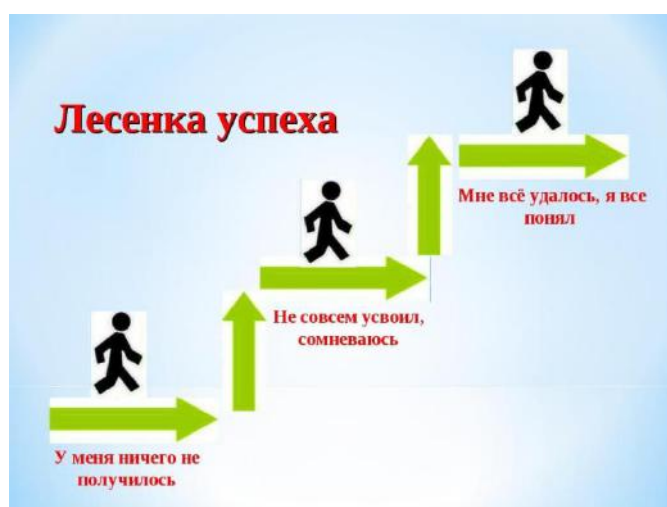 Лесенка успеха
Мне всё удалось, я все
понял
Не совсем усвоил,
сомневаюсь
У меня ничего не
получилось